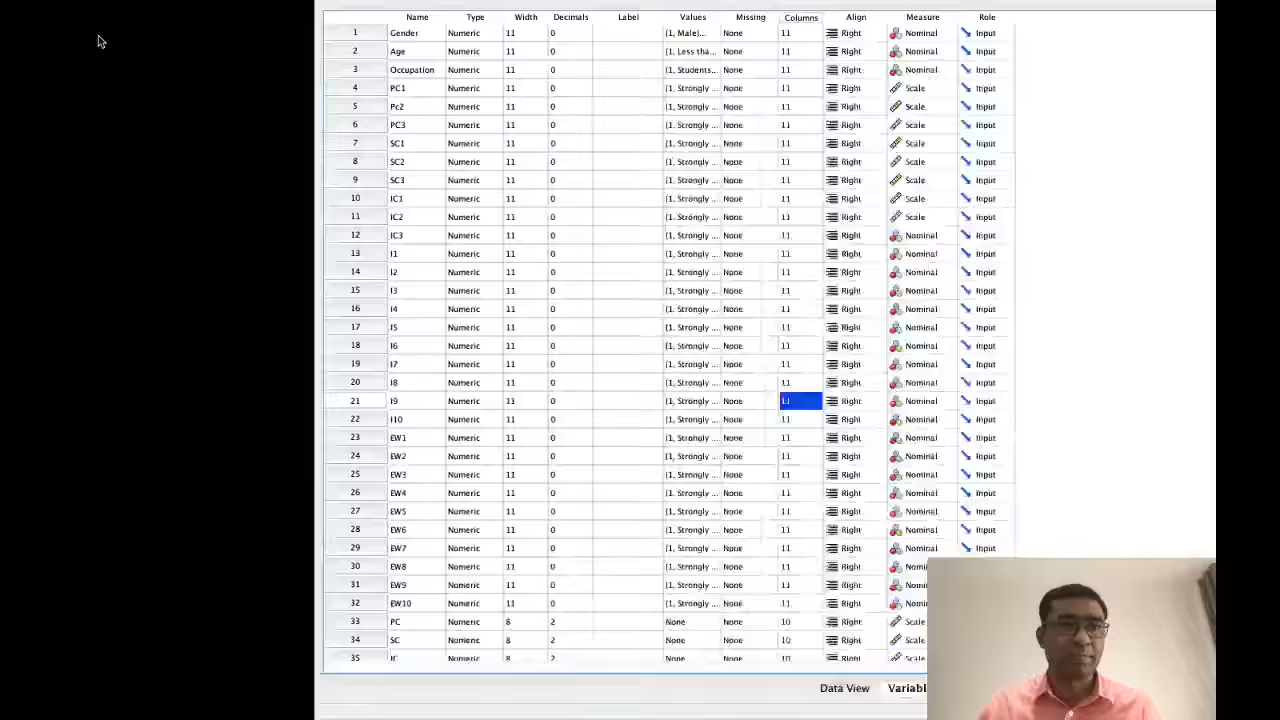 Name Type Width Decimals Label Values Missing Columns Align Measure Role
1 Gender Numeric 11 0 {1, Male}... None 11 Right Nominal Input
2 Age Numeric 11 0 {1, Less tha... None 11 Right Nominal Input
3 Occupation Numeric 11 0 {1, Students... None 11 Right Nominal Input
4 PC1 Numeric 11 0 {1, Strongly ... None 11 Right Scale Input
5 Pc2 Numeric 11 0 {1, Strongly ... None 11 Right Scale Input
6 PC3 Numeric 11 0 {1, Strongly ... None 11 Right Scale Input
7 SC1 Numeric 11 0 {1, Strongly ... None 11 Right Scale Input
8 SC2 Numeric 11 0 {1, Strongly ... None 11 Right Scale Input
9 SC3 Numeric 11 0 {1, Strongly ... None 11 Right Scale Input
10 IC1 Numeric 11 0 {1, Strongly ... None 11 Right Scale Input
11 IC2 Numeric 11 0 {1, Strongly ... None 11 Right Scale Input
12 IC3 Numeric 11 0 {1, Strongly ... None 11 Right Nominal Input
13 I1 Numeric 11 0 {1, Strongly ... None 11 Right Nominal Input
14 I2 Numeric 11 0 {1, Strongly ... None 11 Right Nominal Input
15 I3 Numeric 11 0 {1, Strongly ... None 11 Right Nominal Input
16 I4 Numeric 11 0 {1, Strongly ... None 11 Right Nominal Input
17 I5 Numeric 11 0 {1, Strongly ... None 11 Right Nominal Input
18 I6 Numeric 11 0 {1, Strongly ... None 11 Right Nominal Input
19 I7 Numeric 11 0 {1, Strongly ... None 11 Right Nominal Input
20 I8 Numeric 11 0 {1, Strongly ... None 11 Right Nominal Input
21 I9 Numeric 11 0 {1, Strongly ... None 11 Right Nominal Input
22 I10 Numeric 11 0 {1, Strongly ... None 11 Right Nominal Input
23 EW1 Numeric 11 0 {1, Strongly ... None 11 Right Nominal Input
24 EW2 Numeric 11 0 {1, Strongly ... None 11 Right Nominal Input
25 EW3 Numeric 11 0 {1, Strongly ... None 11 Right Nominal Input
26 EW4 Numeric 11 0 {1, Strongly ... None 11 Right Nominal Input
27 EW5 Numeric 11 0 {1, Strongly ... None 11 Right Nominal Input
28 EW6 Numeric 11 0 {1, Strongly ... None 11 Right Nominal Input
29 EW7 Numeric 11 0 {1, Strongly ... None 11 Right Nominal Input
30 EW8 Numeric 11 0 {1, Strongly ... None 11 Right Nomi
31 EW9 Numeric 11 0 {1, Strongly ... None 11 Right Nomi
32 EW10 Numeric 11 0 {1, Strongly ... None 11 Right Nomi
33 PC Numeric 8 2 None None 10 Right Scale
34 SC Numeric 8 2 None None 10 Right Scale
35 IC Numeric 8 2 None None 10 Right Scale
Data View Variabl